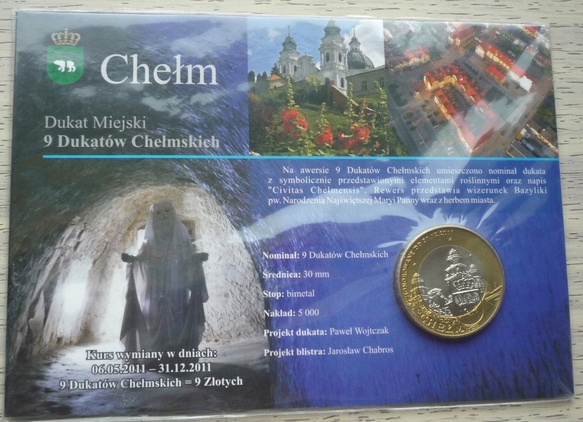 Chełm
Dukat Miejski
9 Dukatów Chełmskich
Na awersie 9 Dukatów Chełmskich umieszczono nominał dukata
z symbolicznie przedstawionymi elementami roślinnymi oraz napis
"Civitas Chelmensis". Rewers przedstawia wizerunek Bazyliki
pw. Narodzenia Najświętszej Maryi Panny wraz z herbem miasta.
Nominał: 9 Dukatów Chełmskich
Średnica: 30 mm
Stop: bimetal
Nakład: 5 000
Projekt dukata: Paweł Wojtczak
Projekt blistra: Jarosław Chabros
Kurs wymiany w dniach:
06.05.2011 – 31.12.2011
9 Dukatów Chełmskich = 9 Złotych